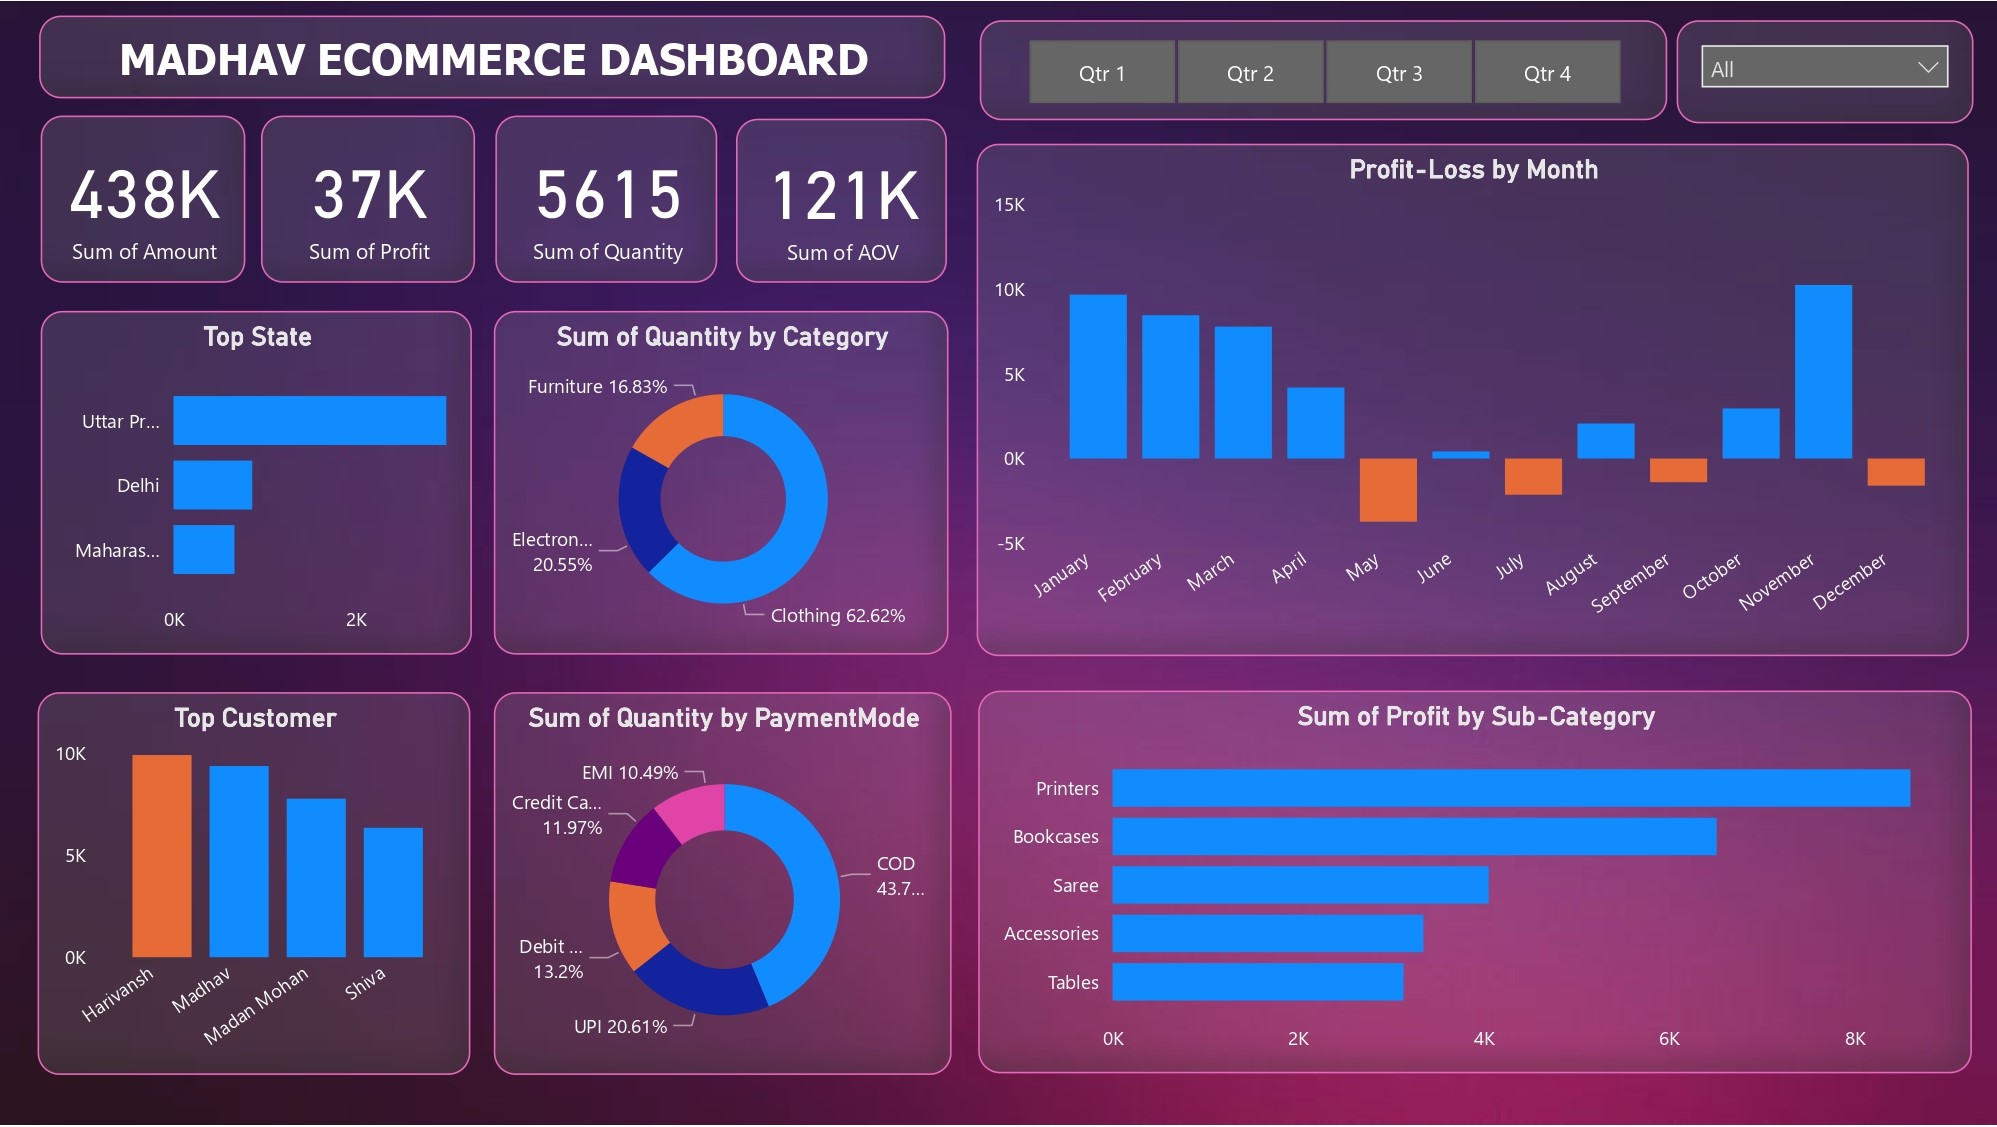 MADHAV ECOMMERCE DASHBOARD
Qtr 1
Qtr 2
Qtr 3
Qtr 4
All
438K
Sum of Amount
37K
Sum of Profit
5615
Sum of Quantity
121K
Sum of AOV
Profit-Loss by Month
15K
10K
5K
0K
-5K
January
February
March
April
May
June
July
August
September
October
November
December
Top State
Uttar Pr...
Delhi
Maharas...
0K
2K
Sum of Quantity by Category
Furniture 16.83%
Electron...
20.55%
Clothing 62.62%
Top Customer
10K
5K
0K
Harivansh
Madhav
Madan Mohan
Shiva
Sum of Quantity by PaymentMode
EMI 10.49%
Credit Ca...
11.97%
COD
43.7...
Debit ...
13.2%
UPI 20.61%
Sum of Profit by Sub-Category
Printers
Bookcases
Saree
Accessories
Tables
0K
2K
4K
6K
8K